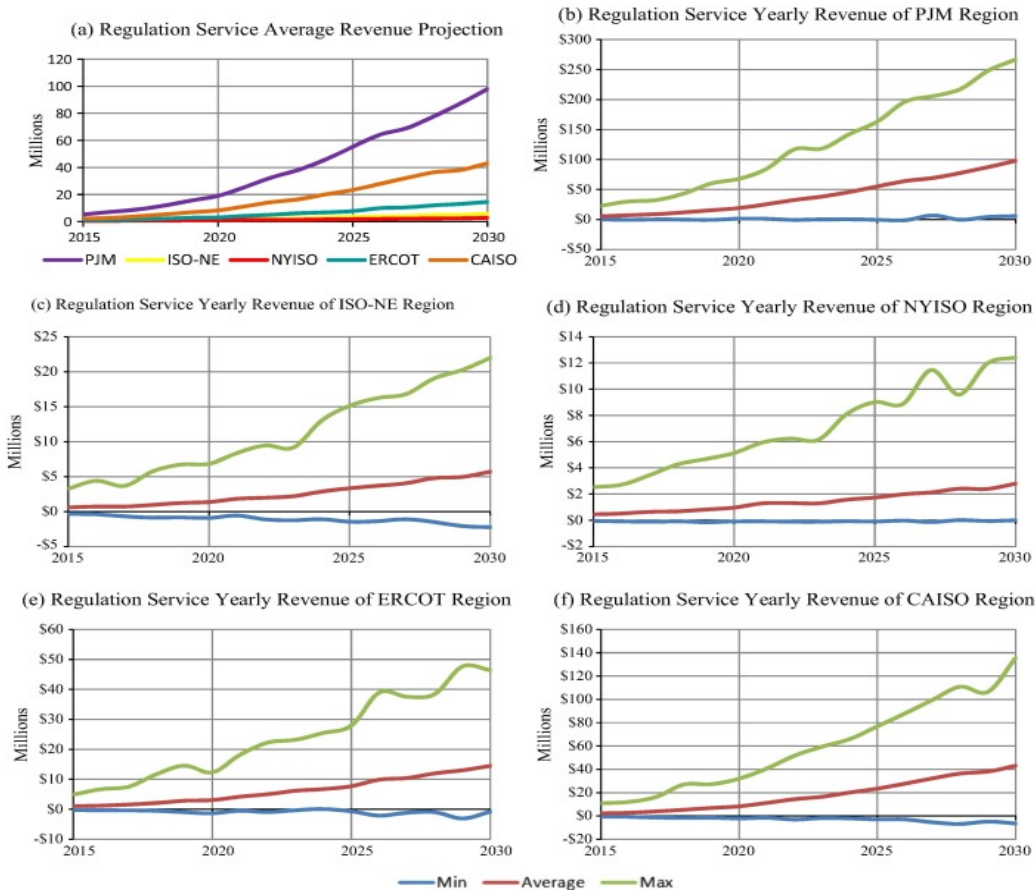 (a) Regulation Service Average Revenue Projection
Millions
120
100
80
60
40
20
0
2015 2020 2025 2030
PJM ISO-NE NYISO ERCOT CAISO
(b) Regulation Service Yearly Revenue of PJM Region
Millions
$300
$250
$200
$150
$100
$50
$0
-$50
2015 2020 2025 2030
(c) Regulation Service Yearly Revenue of ISO-NE Region
Millions
$25
$20
$15
$10
$5
$0
-$5
2015 2020 2025 2030
(d) Regulation Service Yearly Revenue of NYISO Region
Millions
$14
$12
$10
$8
$6
$4
$2
$0
-$2
2015 2020 2025 2030
(e) Regulation Service Yearly Revenue of ERCOT Region
Millions
$60
$50
$40
$30
$20
$10
$0
-$10
2015 2020 2025 2030
(f) Regulation Service Yearly Revenue of CAISO Region
Millions
$160
$140
$120
$100
$80
$60
$40
$20
$0
-$20
2015 2020 2025 2030
Min Average Max